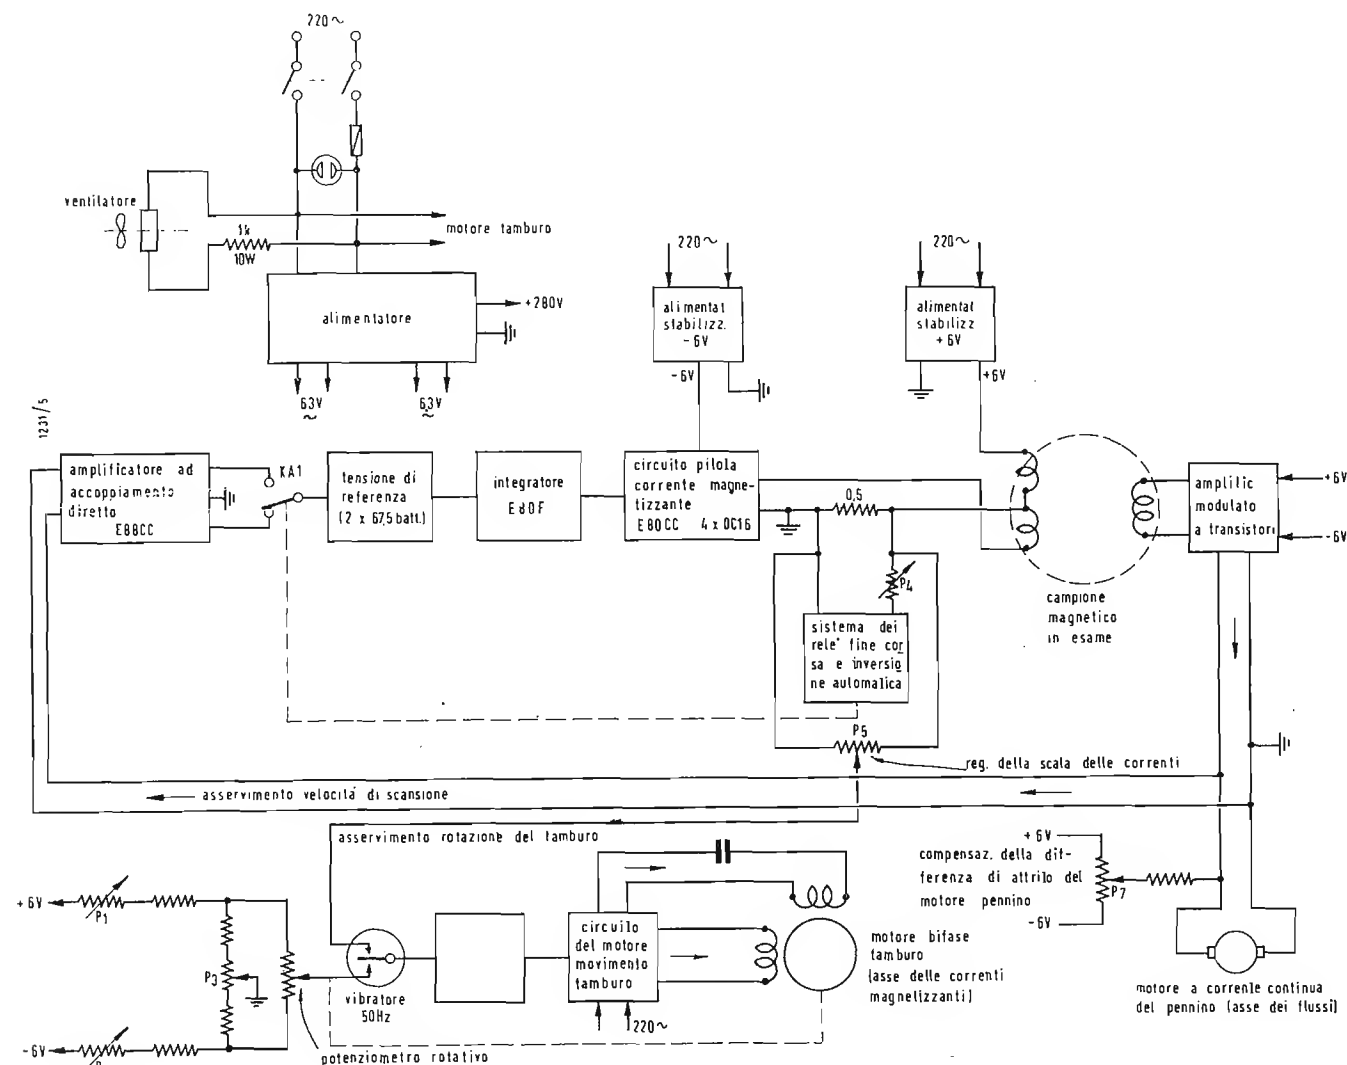 220~
ventilatore
1k
10W
motore tamburo
alimentatore
+280V
6,3V
~
6,3V
~
220~
alimentat
stabilizz.
-6V
-6V
220~
alimentat
stabilizz
+6V
+6V
1231/5
amplificatore ad
accoppiamento
diretto
E88CC
KA1
tensione di
referenza
(2 x 67,5 batt.)
integratore
E80F
circuito pilota
corrente magne-
tizzante
E80CC 4 x OC16
0,5
P4
sistema dei
rele' fine cor
sa e inversio
ne automatica
P5
campione
magnetico
in esame
amplific
modulato
a transistori
+6V
-6V
reg. della scala delle correnti
asservimento velocita' di scansione
asservimento rotazione del tamburo
+6V
compensaz. della dif-
ferenza di attrito del
motore pennino
-6V
P7
+6V
P1
P3
-6V
vibratore
50Hz
potenziometro rotativo
circuito
del motore
movimento
tamburo
220~
motore bifase
tamburo
(asse delle correnti
magnetizzanti)
motore a corrente continua
del pennino (asse dei flussi)